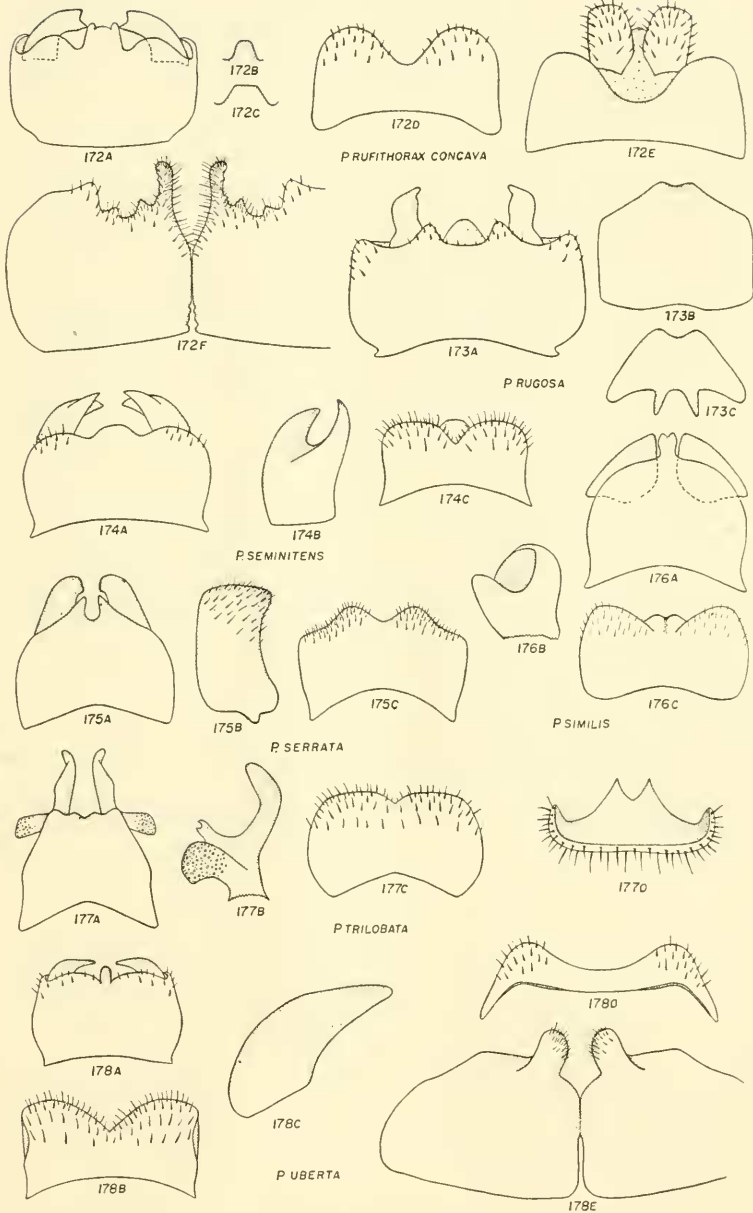 172A
172B
172C
172D
172E
P. RUFITHORAX CONCAVA
172F
173A
173B
P. RUGOSA
173C
174A
174B
174C
P. SEMINITENS
175A
175B
175C
176A
176B
176C
P. SERRATA
P. SIMILIS
177A
177B
177C
177D
P. TRILOBATA
178A
178B
178C
178D
P. UBERTA
178E